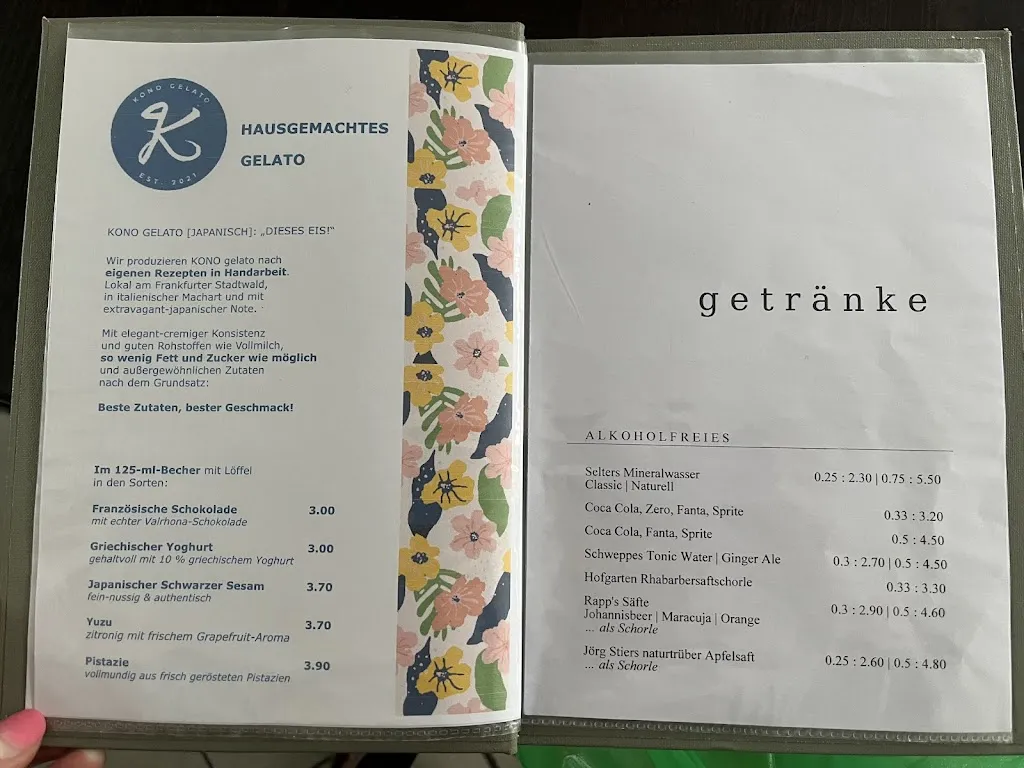 KONO GELATO
K
EST. 2021
HAUSGEMACHTES
GELATO
KONO GELATO [JAPANISCH]: „DIESES EIS!“
Wir produzieren KONO gelato nach
eigenen Rezepten in Handarbeit.
Lokal am Frankfurter Stadtwald,
in italienischer Machart und mit
extravagant-japanischer Note.
Mit elegant-cremiger Konsistenz
und guten Rohstoffen wie Vollmilch,
so wenig Fett und Zucker wie möglich
und außergewöhnlichen Zutaten
nach dem Grundsatz:
Beste Zutaten, bester Geschmack!
Im 125-ml-Becher mit Löffel
in den Sorten:
Französische Schokolade 3.00
mit echter Valrhona-Schokolade
Griechischer Yoghurt 3.00
gehaltvoll mit 10 % griechischem Yoghurt
Japanischer Schwarzer Sesam 3.70
fein-nussig & authentisch
Yuzu 3.70
zitronig mit frischem Grapefruit-Aroma
Pistazie 3.90
vollmundig aus frisch gerösteten Pistazien
getränke
ALKOHOLFREIES
Selters Mineralwasser 0.25 : 2.30 | 0.75 : 5.50
Classic | Naturell
Coca Cola, Zero, Fanta, Sprite 0.33 : 3.20
Coca Cola, Fanta, Sprite 0.5 : 4.50
Schweppes Tonic Water | Ginger Ale 0.3 : 2.70 | 0.5 : 4.50
Hofgarten Rhabarbersaftschorle 0.33 : 3.30
Rapp's Säfte 0.3 : 2.90 | 0.5 : 4.60
Johannisbeer | Maracuja | Orange
... als Schorle
Jörg Stiers naturtrüber Apfelsaft 0.25 : 2.60 | 0.5 : 4.80
... als Schorle